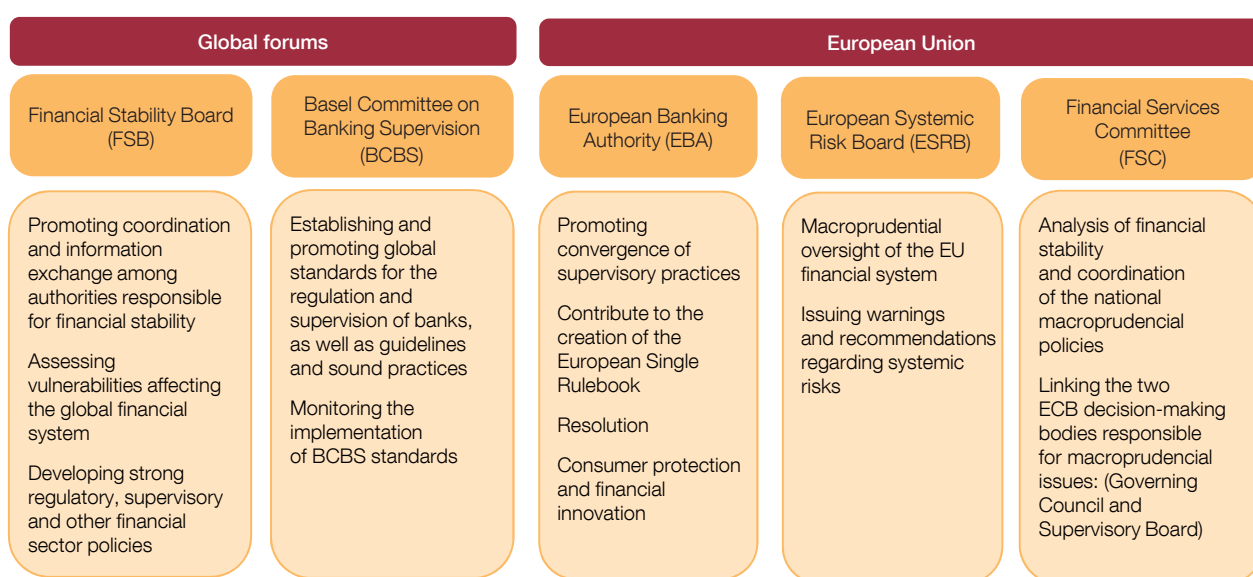 Global forums
European Union
Financial Stability Board
(FSB)
Basel Committee on
Banking Supervision
(BCBS)
European Banking
Authority (EBA)
European Systemic
Risk Board (ESRB)
Financial Services
Committee
(FSC)
Promoting coordination
and information
exchange among
authorities responsible
for financial stability
Assessing
vulnerabilities affecting
the global financial
system
Developing strong
regulatory, supervisory
and other financial
sector policies
Establishing and
promoting global
standards for the
regulation and
supervision of banks,
as well as guidelines
and sound practices
Monitoring the
implementation
of BCBS standards
Promoting
convergence of
supervisory practices
Contribute to the
creation of the
European Single
Rulebook
Resolution
Consumer protection
and financial
innovation
Macroprudential
oversight of the EU
financial system
Issuing warnings
and recommendations
regarding systemic
risks
Analysis of financial
stability
and coordination
of the national
macroprudencial
policies
Linking the two
ECB decision-making
bodies responsible
for macroprudencial
issues: (Governing
Council and
Supervisory Board)